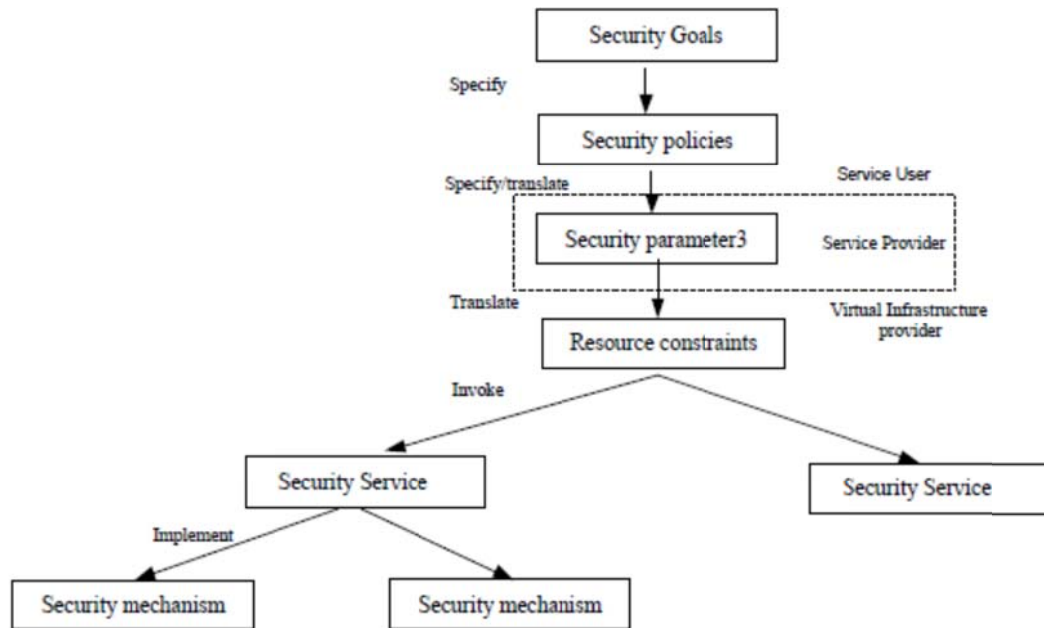 Security Goals
Specify
Security policies
Specify/translate
Service User
Security parameter3
Service Provider
Translate
Virtual Infrastructure
provider
Resource constraints
Invoke
Security Service
Security Service
Implement
Security mechanism
Security mechanism